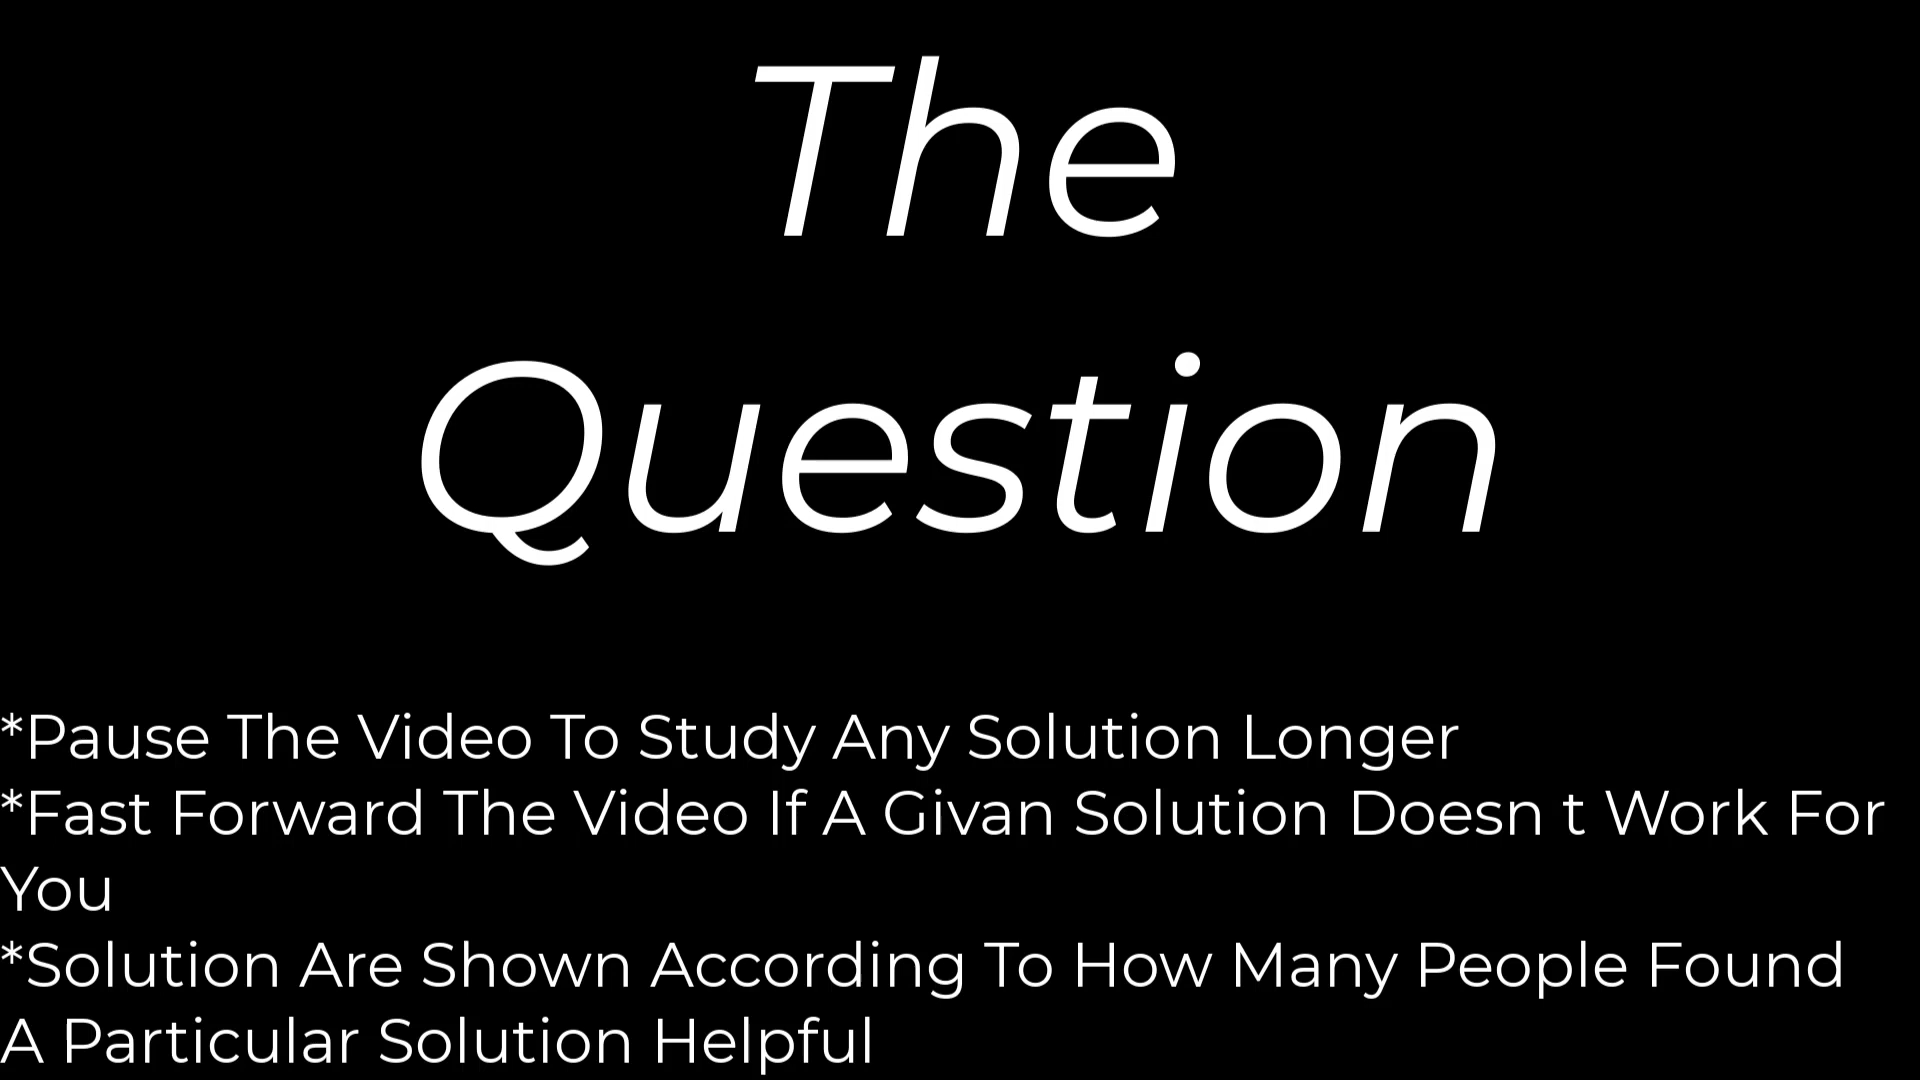 The
Question
*Pause The Video To Study Any Solution Longer
*Fast Forward The Video If A Givan Solution Doesn t Work For
You
*Solution Are Shown According To How Many People Found
A Particular Solution Helpful